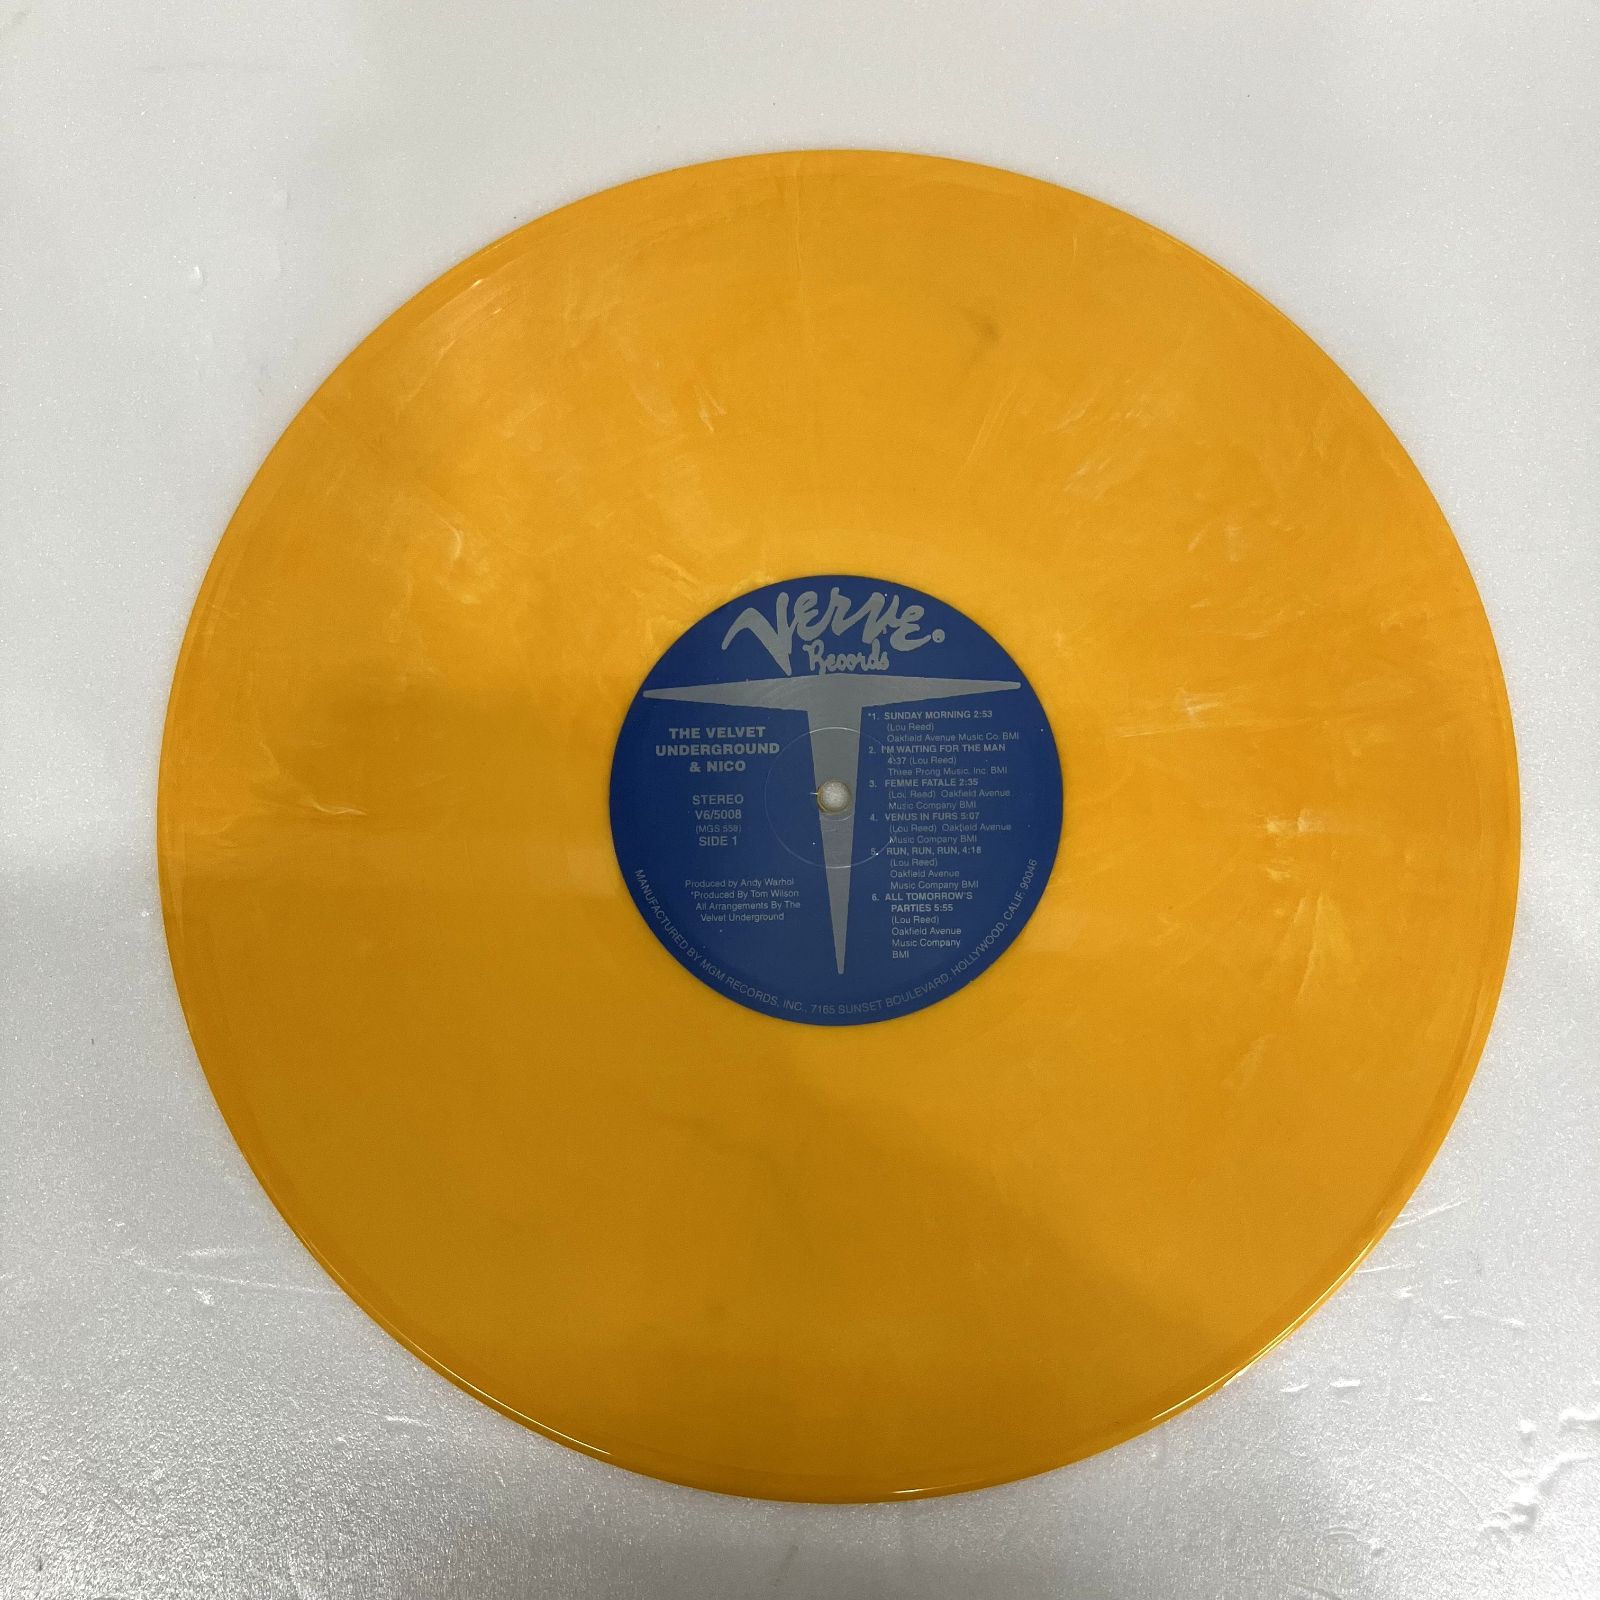 VERVE®
Records
THE VELVET
UNDERGROUND
& NICO
STEREO
V6/5008
(MGS 558)
SIDE 1
Produced by Andy Warhol
*Produced By Tom Wilson
All Arrangements By The
Velvet Underground
*1. SUNDAY MORNING 2:53
(Lou Reed)
Oakfield Avenue Music Co. BMI
2. I'M WAITING FOR THE MAN
4:37 (Lou Reed)
Three Prong Music, Inc. BMI
3. FEMME FATALE 2:35
(Lou Reed) Oakfield Avenue
Music Company BMI
4. VENUS IN FURS 5:07
(Lou Reed) Oakfield Avenue
Music Company BMI
5. RUN, RUN, RUN, 4:18
(Lou Reed)
Oakfield Avenue
Music Company BMI
6. ALL TOMORROW'S
PARTIES 5:55
(Lou Reed)
Oakfield Avenue
Music Company
BMI
MANUFACTURED BY MGM RECORDS, INC., 7165 SUNSET BOULEVARD, HOLLYWOOD, CALIF. 90046